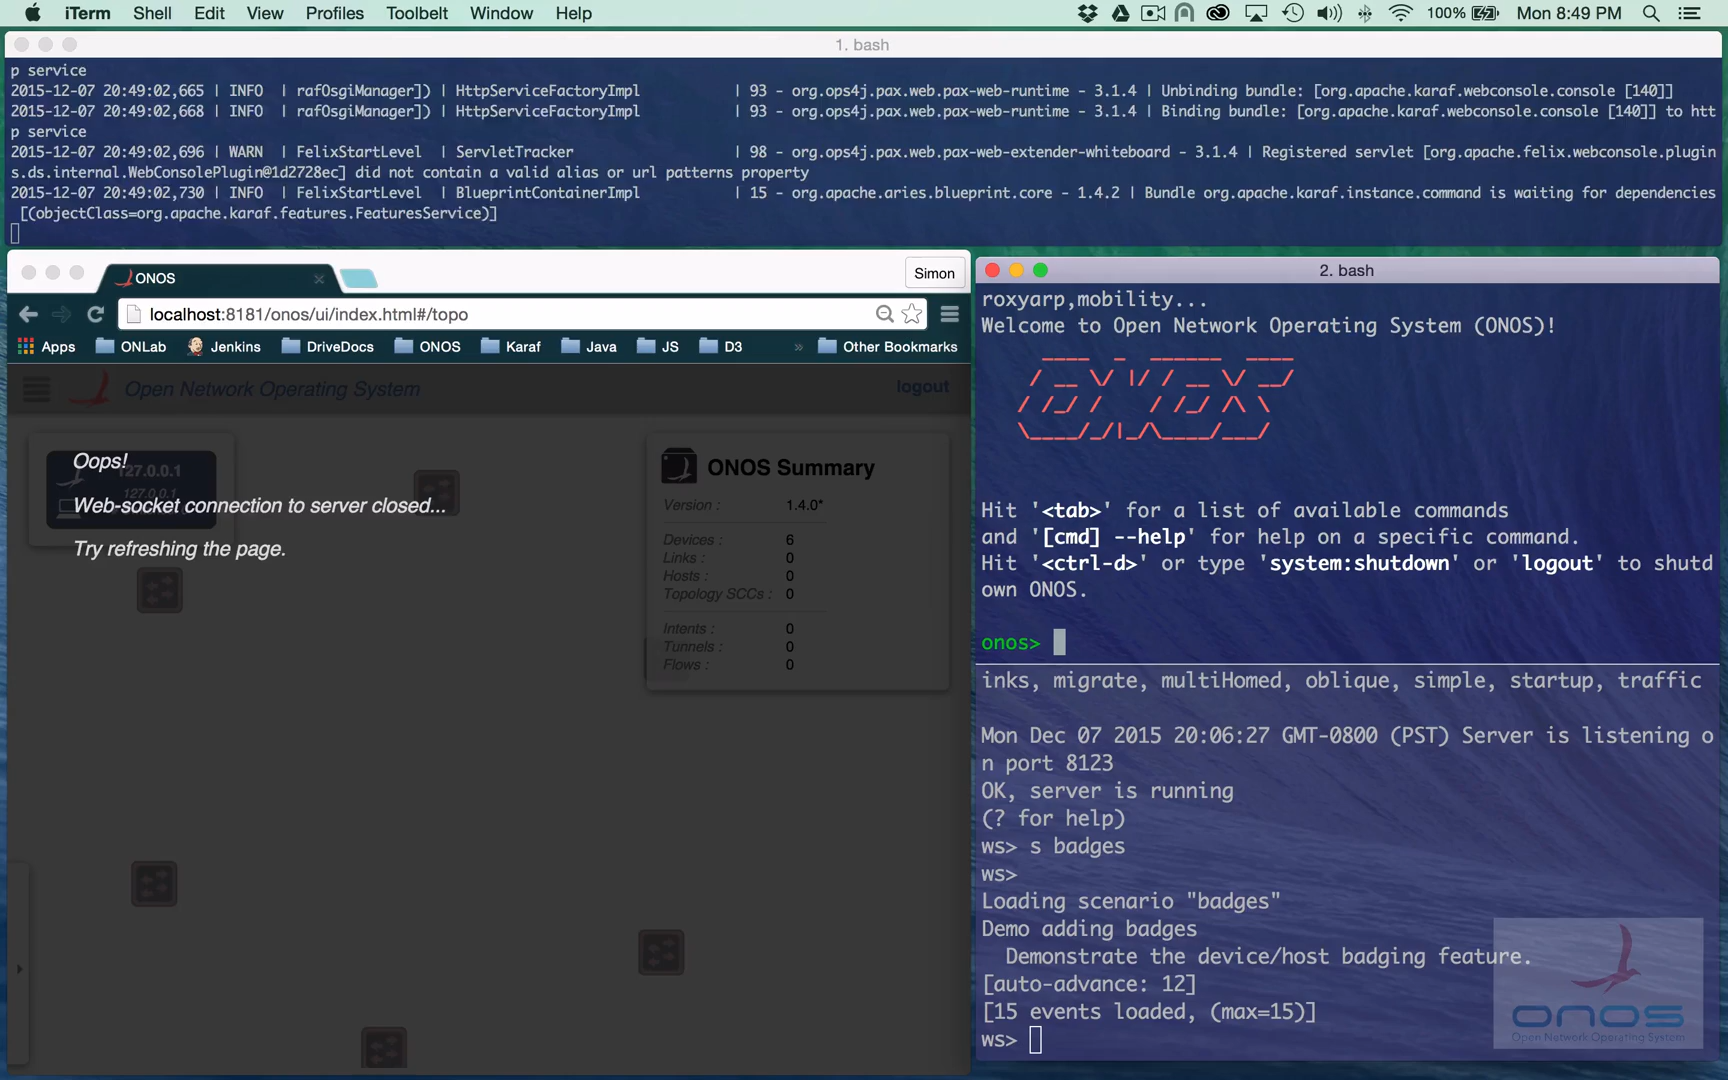 iTerm Shell Edit View Profiles Toolbelt Window Help 100% Mon 8:49 PM
1. bash
p service
2015-12-07 20:49:02,665 | INFO | rafOsgiManager]) | HttpServiceFactoryImpl | 93 - org.ops4j.pax.web.pax-web-runtime - 3.1.4 | Unbinding bundle: [org.apache.karaf.webconsole.console [140]]
2015-12-07 20:49:02,668 | INFO | rafOsgiManager]) | HttpServiceFactoryImpl | 93 - org.ops4j.pax.web.pax-web-runtime - 3.1.4 | Binding bundle: [org.apache.karaf.webconsole.console [140]] to htt
p service
2015-12-07 20:49:02,696 | WARN | FelixStartLevel | ServletTracker | 98 - org.ops4j.pax.web.pax-web-extender-whiteboard - 3.1.4 | Registered servlet [org.apache.felix.webconsole.plugin
s.ds.internal.WebConsolePlugin@1d2728ec] did not contain a valid alias or url patterns property
2015-12-07 20:49:02,730 | INFO | FelixStartLevel | BlueprintContainerImpl | 15 - org.apache.aries.blueprint.core - 1.4.2 | Bundle org.apache.karaf.instance.command is waiting for dependencies
[(objectClass=org.apache.karaf.features.FeaturesService)]
ONOS
Simon
localhost:8181/onos/ui/index.html#/topo
Apps ONLab Jenkins DriveDocs ONOS Karaf Java JS D3 » Other Bookmarks
Open Network Operating System
logout
127.0.0.1
127.0.0.1
Oops!
Web-socket connection to server closed...
Try refreshing the page.
ONOS Summary
Version : 1.4.0*
Devices : 6
Links : 0
Hosts : 0
Topology SCCs : 0
Intents : 0
Tunnels : 0
Flows : 0
2. bash
roxyarp,mobility...
Welcome to Open Network Operating System (ONOS)!
Hit '<tab>' for a list of available commands
and '[cmd] --help' for help on a specific command.
Hit '<ctrl-d>' or type 'system:shutdown' or 'logout' to shutd
own ONOS.
onos>
inks, migrate, multiHomed, oblique, simple, startup, traffic
Mon Dec 07 2015 20:06:27 GMT-0800 (PST) Server is listening o
n port 8123
OK, server is running
(? for help)
ws> s badges
ws>
Loading scenario "badges"
Demo adding badges
Demonstrate the device/host badging feature.
[auto-advance: 12]
[15 events loaded, (max=15)]
ws>
onos
Open Network Operating System